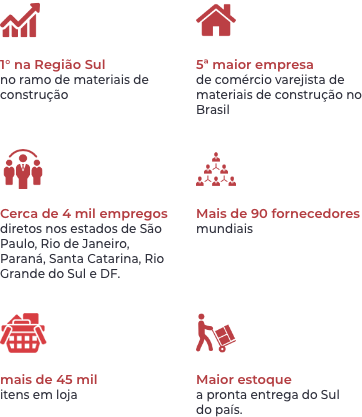 1° na Região Sul
no ramo de materiais de
construção
5ª maior empresa
de comércio varejista de
materiais de construção no
Brasil
Cerca de 4 mil empregos
diretos nos estados de São
Paulo, Rio de Janeiro,
Paraná, Santa Catarina, Rio
Grande do Sul e DF.
Mais de 90 fornecedores
mundiais
mais de 45 mil
itens em loja
Maior estoque
a pronta entrega do Sul
do país.